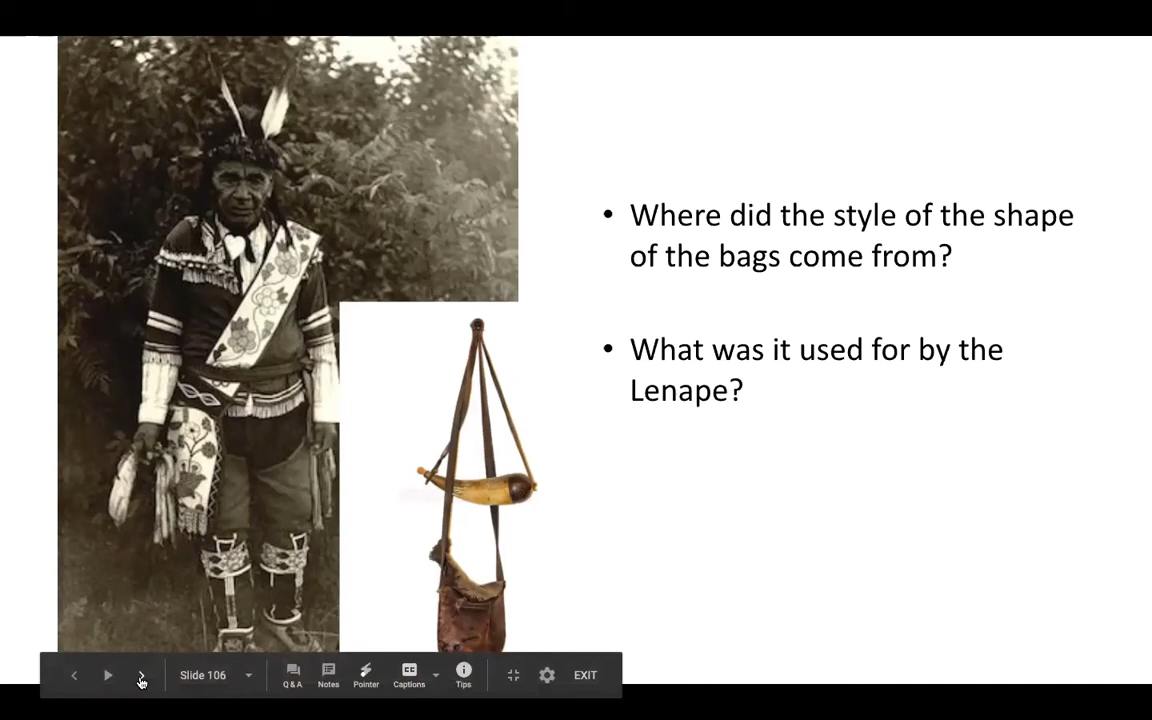 • Where did the style of the shape
of the bags come from?
• What was it used for by the
Lenape?
Slide 106
Q & A
Notes
Pointer
Captions
Tips
EXIT